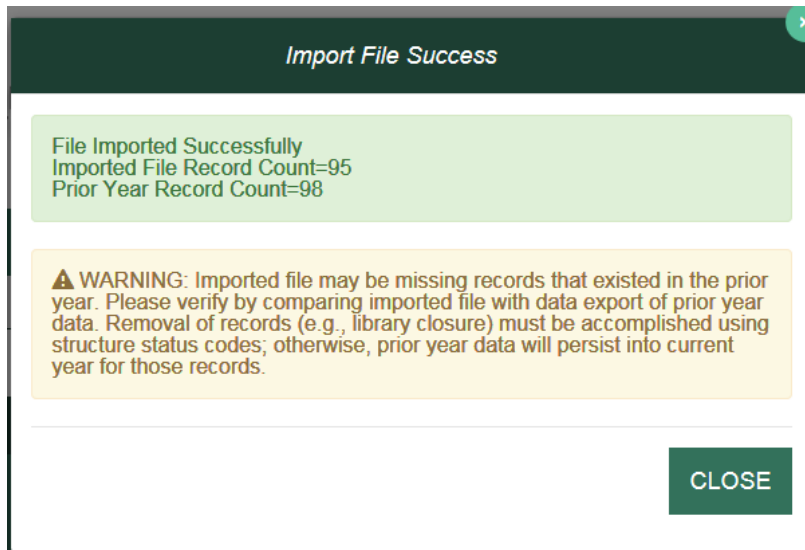 Import File Success
File Imported Successfully
Imported File Record Count=95
Prior Year Record Count=98
WARNING: Imported file may be missing records that existed in the prior
year. Please verify by comparing imported file with data export of prior year
data. Removal of records (e.g., library closure) must be accomplished using
structure status codes; otherwise, prior year data will persist into current
year for those records.
CLOSE